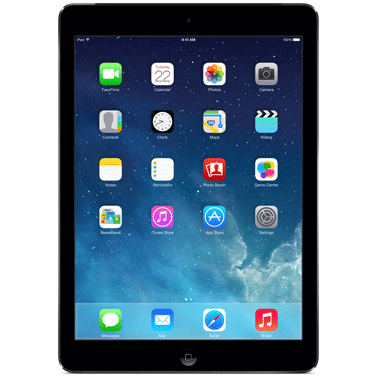 iPad 9:41 AM 100%
Tuesday
22
FaceTime Calendar Photos Camera
Contacts Clock Maps Videos
Notes Reminders Photo Booth Game Center
Newsstand iTunes Store App Store Settings
Messages Mail Safari Music